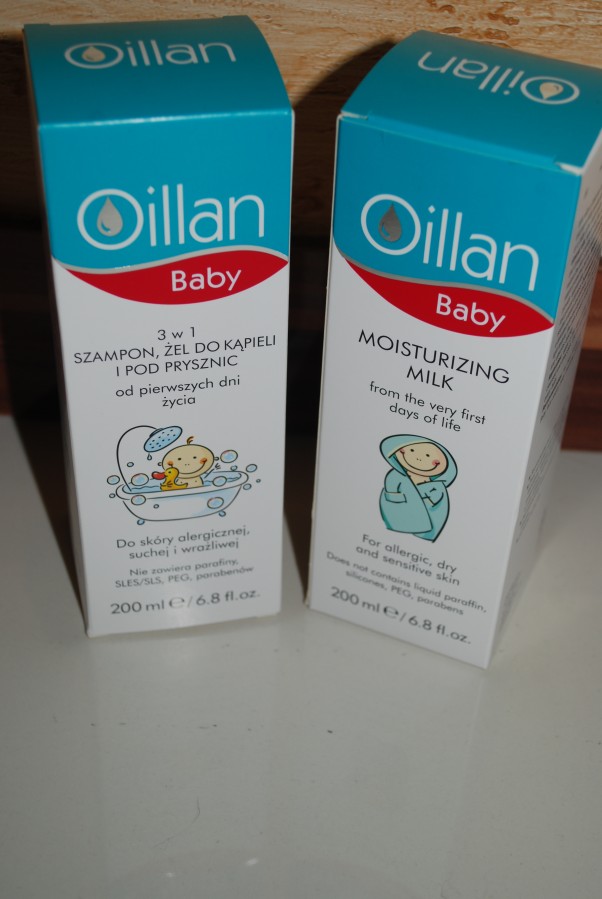 Oillan
Oillan
Baby
3 w 1
SZAMPON, ŻEL DO KĄPIELI
I POD PRYSZNIC
od pierwszych dni
życia
Do skóry alergicznej,
suchej i wrażliwej
Nie zawiera parafiny,
SLES/SLS, PEG, parabenów
200 ml e / 6.8 fl.oz.
Oillan
Oillan
Baby
MOISTURIZING
MILK
from the very first
days of life
For allergic, dry
and sensitive skin
Does not contains liquid paraffin,
silicones, PEG, parabens
200 ml e / 6.8 fl.oz.